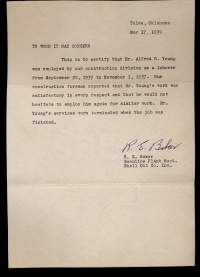 Tulsa, Oklahoma
May 17, 1939
TO WHOM IT MAY CONCERN
This is to certify that Mr. Alfred A. Young
was employed by our construction division as a laborer
from September 20, 1937 to November 1, 1937. Our
construction foreman reported that Mr. Young's work was
satisfactory in every respect and that he would not
hesitate to employ him again for similar work. Mr.
Young's services were terminated when the job was
finished.
R. E. Baker
R. E. Baker
Gasoline Plant Supt.
Shell Oil Co. Inc.